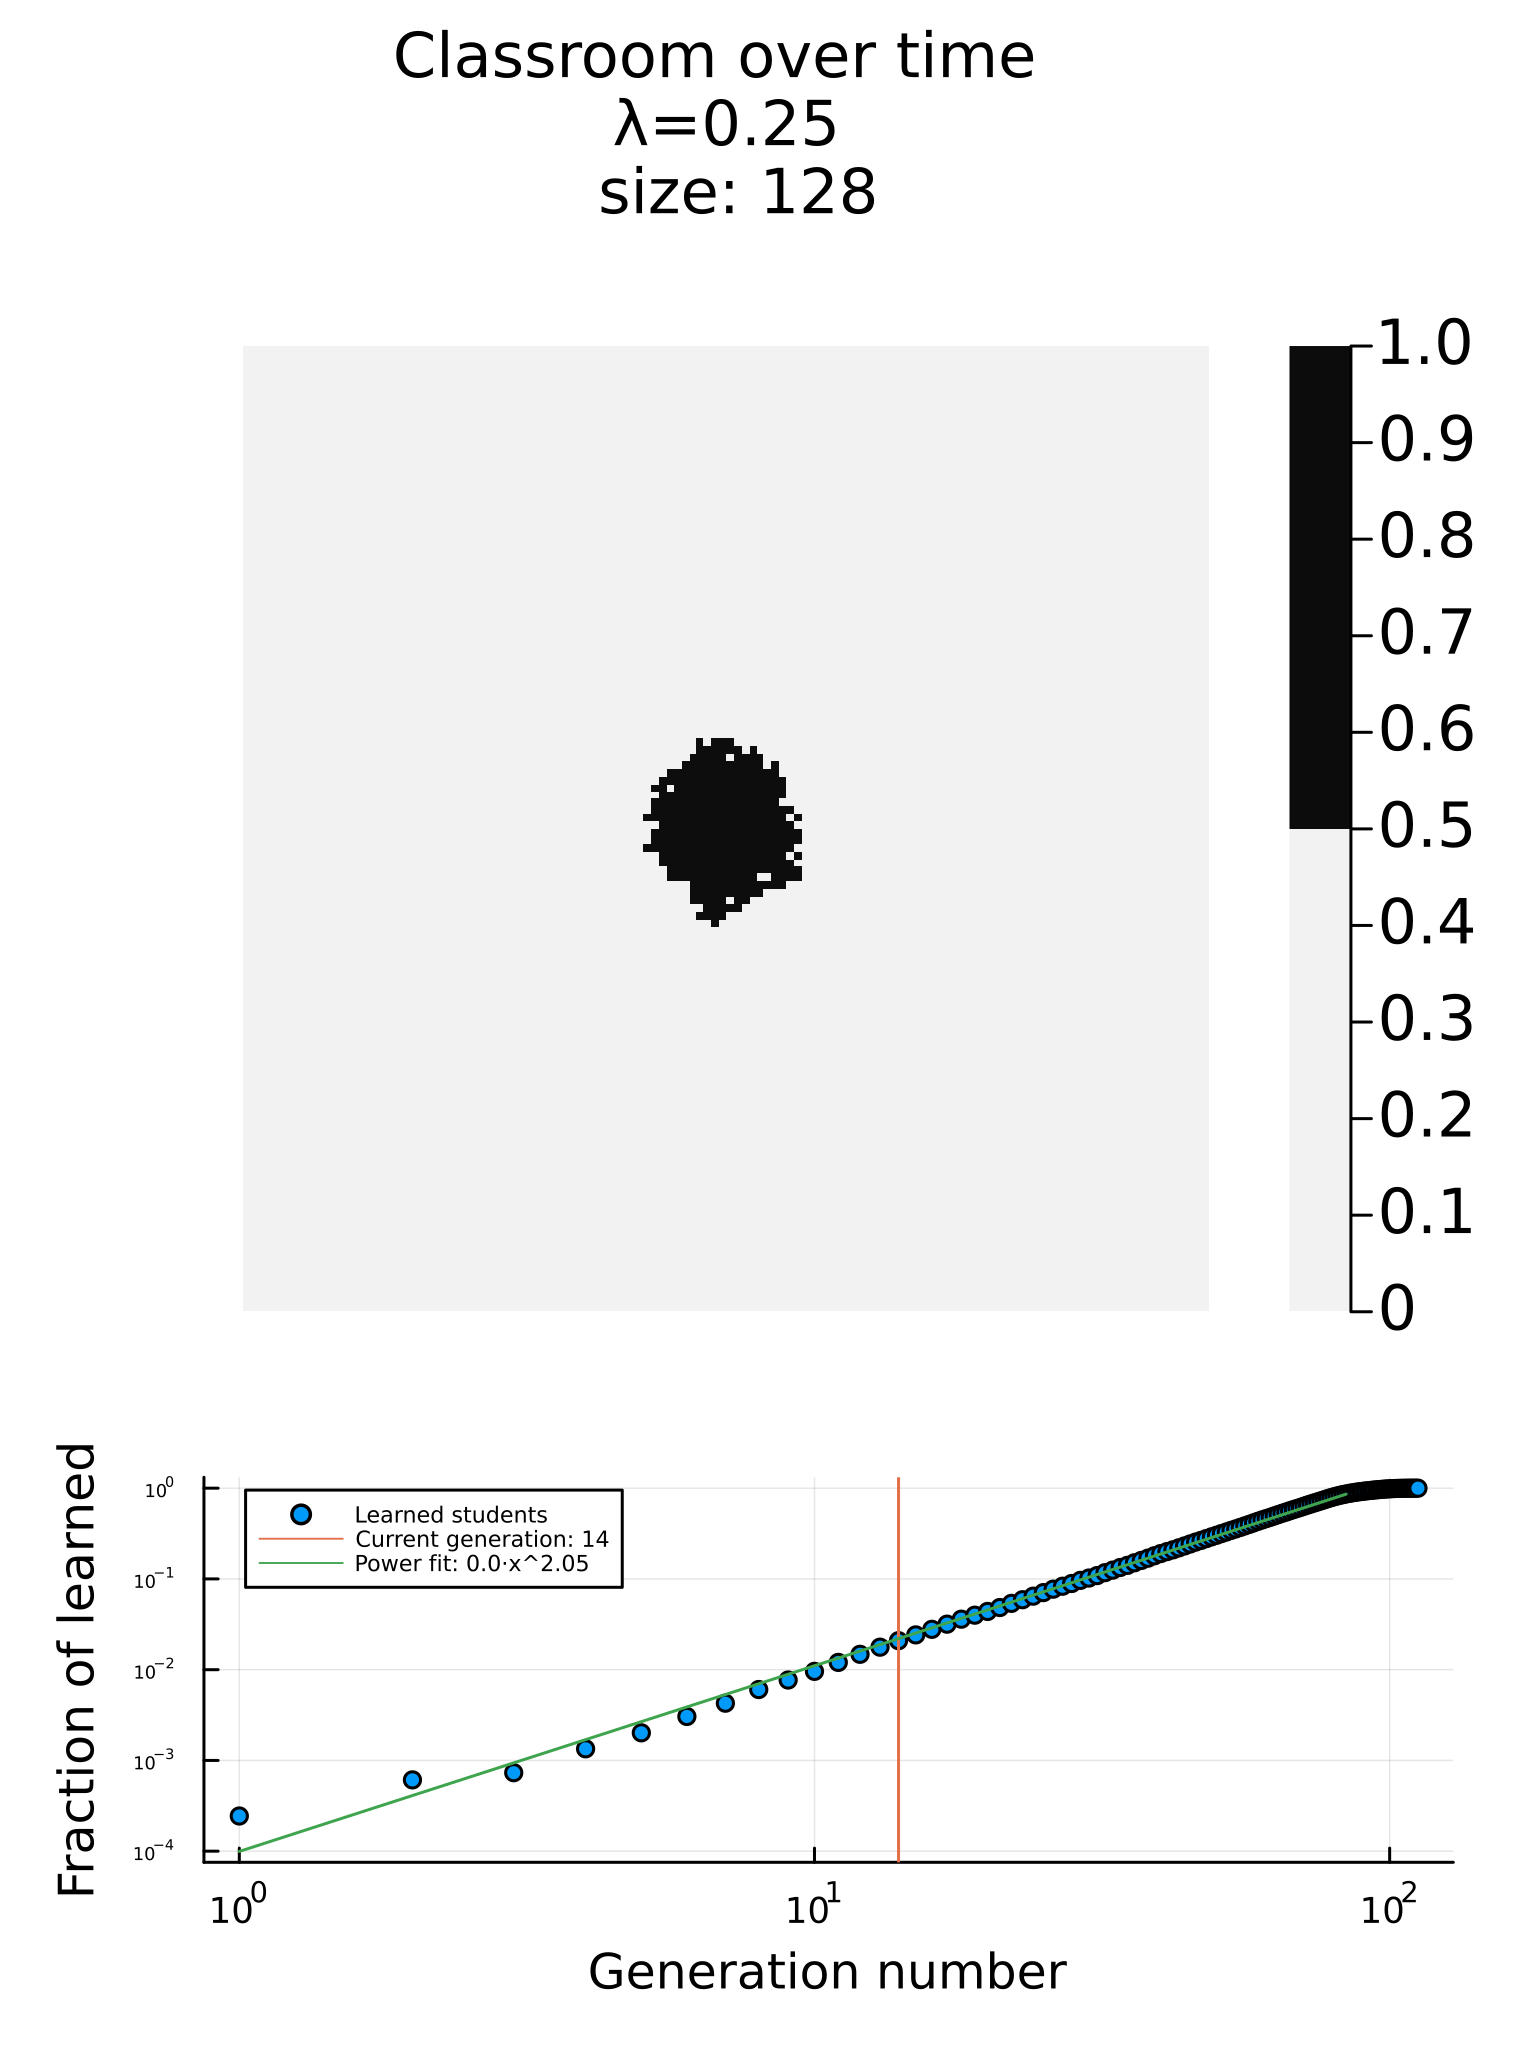 Classroom over time
λ=0.25
size: 128
1.0
0.9
0.8
0.7
0.6
0.5
0.4
0.3
0.2
0.1
0
Fraction of learned
10^0
10^−1
10^−2
10^−3
10^−4
Learned students
Current generation: 14
Power fit: 0.0·x^2.05
10^0
10^1
10^2
Generation number